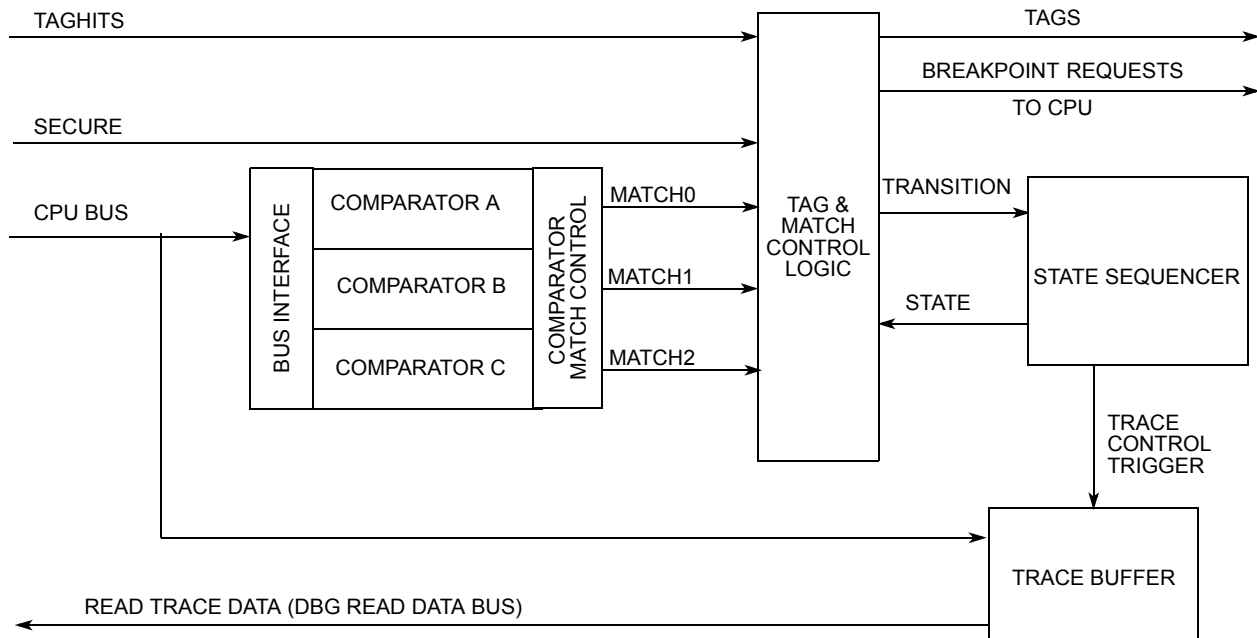 TAGHITS
TAGS
BREAKPOINT REQUESTS
TO CPU
SECURE
CPU BUS
BUS INTERFACE
COMPARATOR A
COMPARATOR B
COMPARATOR C
COMPARATOR
MATCH CONTROL
MATCH0
MATCH1
MATCH2
TAG &
MATCH
CONTROL
LOGIC
TRANSITION
STATE
STATE SEQUENCER
TRACE
CONTROL
TRIGGER
TRACE BUFFER
READ TRACE DATA (DBG READ DATA BUS)